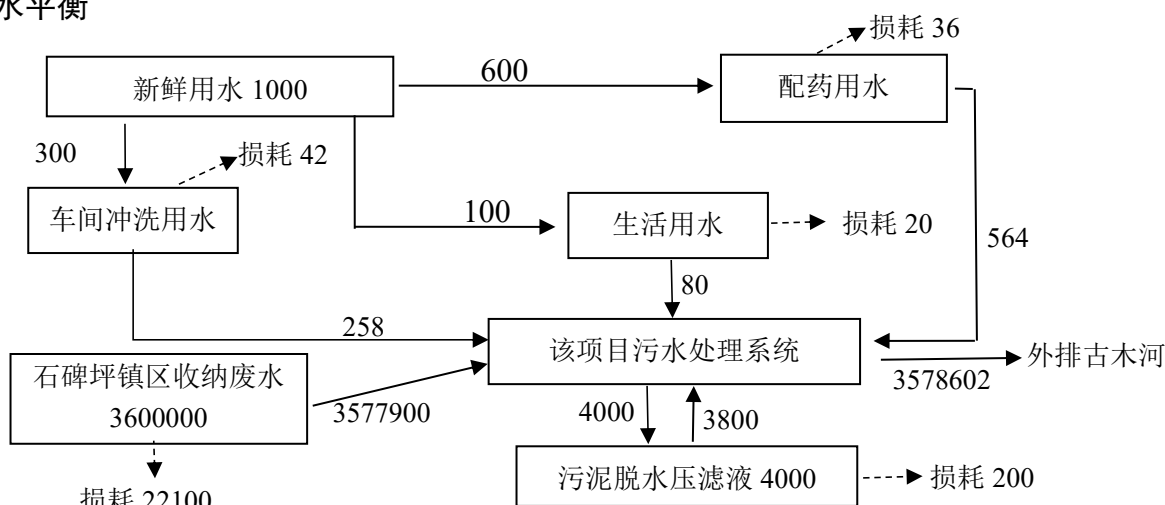 水平衡
损耗 36
新鲜用水 1000
600
配药用水
300
损耗 42
车间冲洗用水
100
生活用水
损耗 20
564
80
258
该项目污水处理系统
外排古木河
3578602
石碑坪镇区收纳废水
3600000
3577900
4000
3800
污泥脱水压滤液 4000
损耗 200
损耗 22100